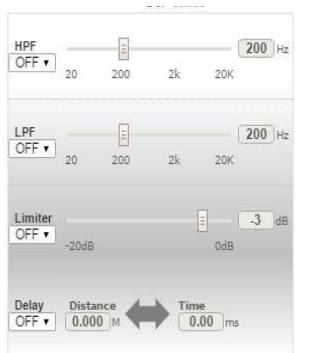 HPF
OFF ▾ 200 Hz
20 200 2k 20K
LPF
OFF ▾ 200 Hz
20 200 2k 20K
Limiter
OFF ▾ -3 dB
-20dB 0dB
Delay Distance Time
OFF ▾ 0.000 M 0.00 ms